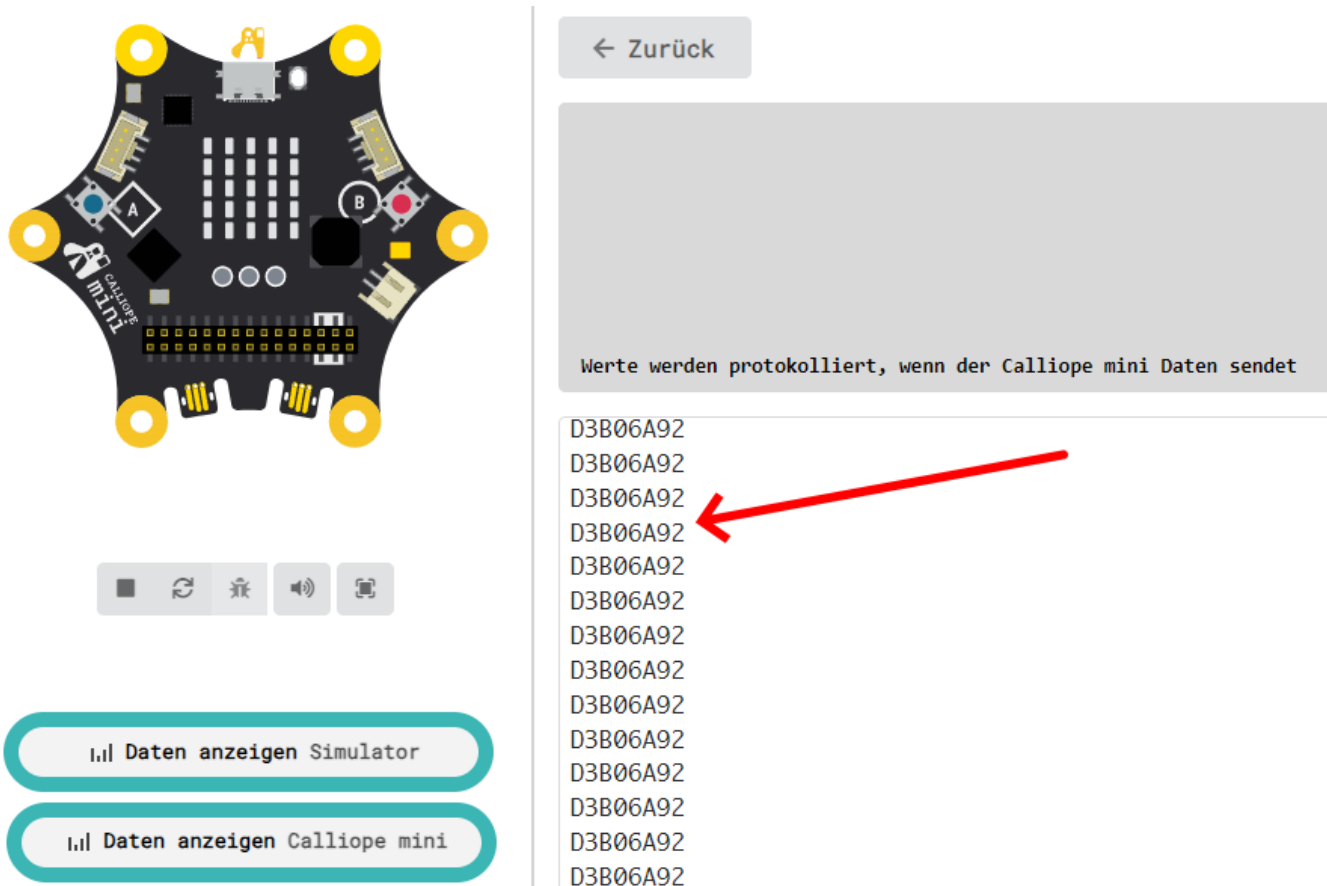 A
B
CALLIOPE
mini
Daten anzeigen Simulator
Daten anzeigen Calliope mini
← Zurück
Werte werden protokolliert, wenn der Calliope mini Daten sendet
D3B06A92
D3B06A92
D3B06A92
D3B06A92
D3B06A92
D3B06A92
D3B06A92
D3B06A92
D3B06A92
D3B06A92
D3B06A92
D3B06A92
D3B06A92
D3B06A92